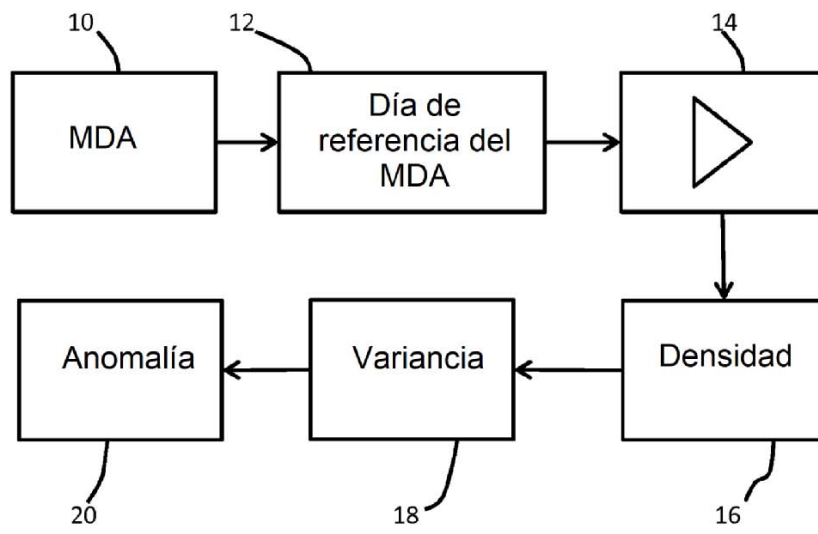 10
12
14
MDA
Día de
referencia del
MDA
Anomalía
Variancia
Densidad
20
18
16